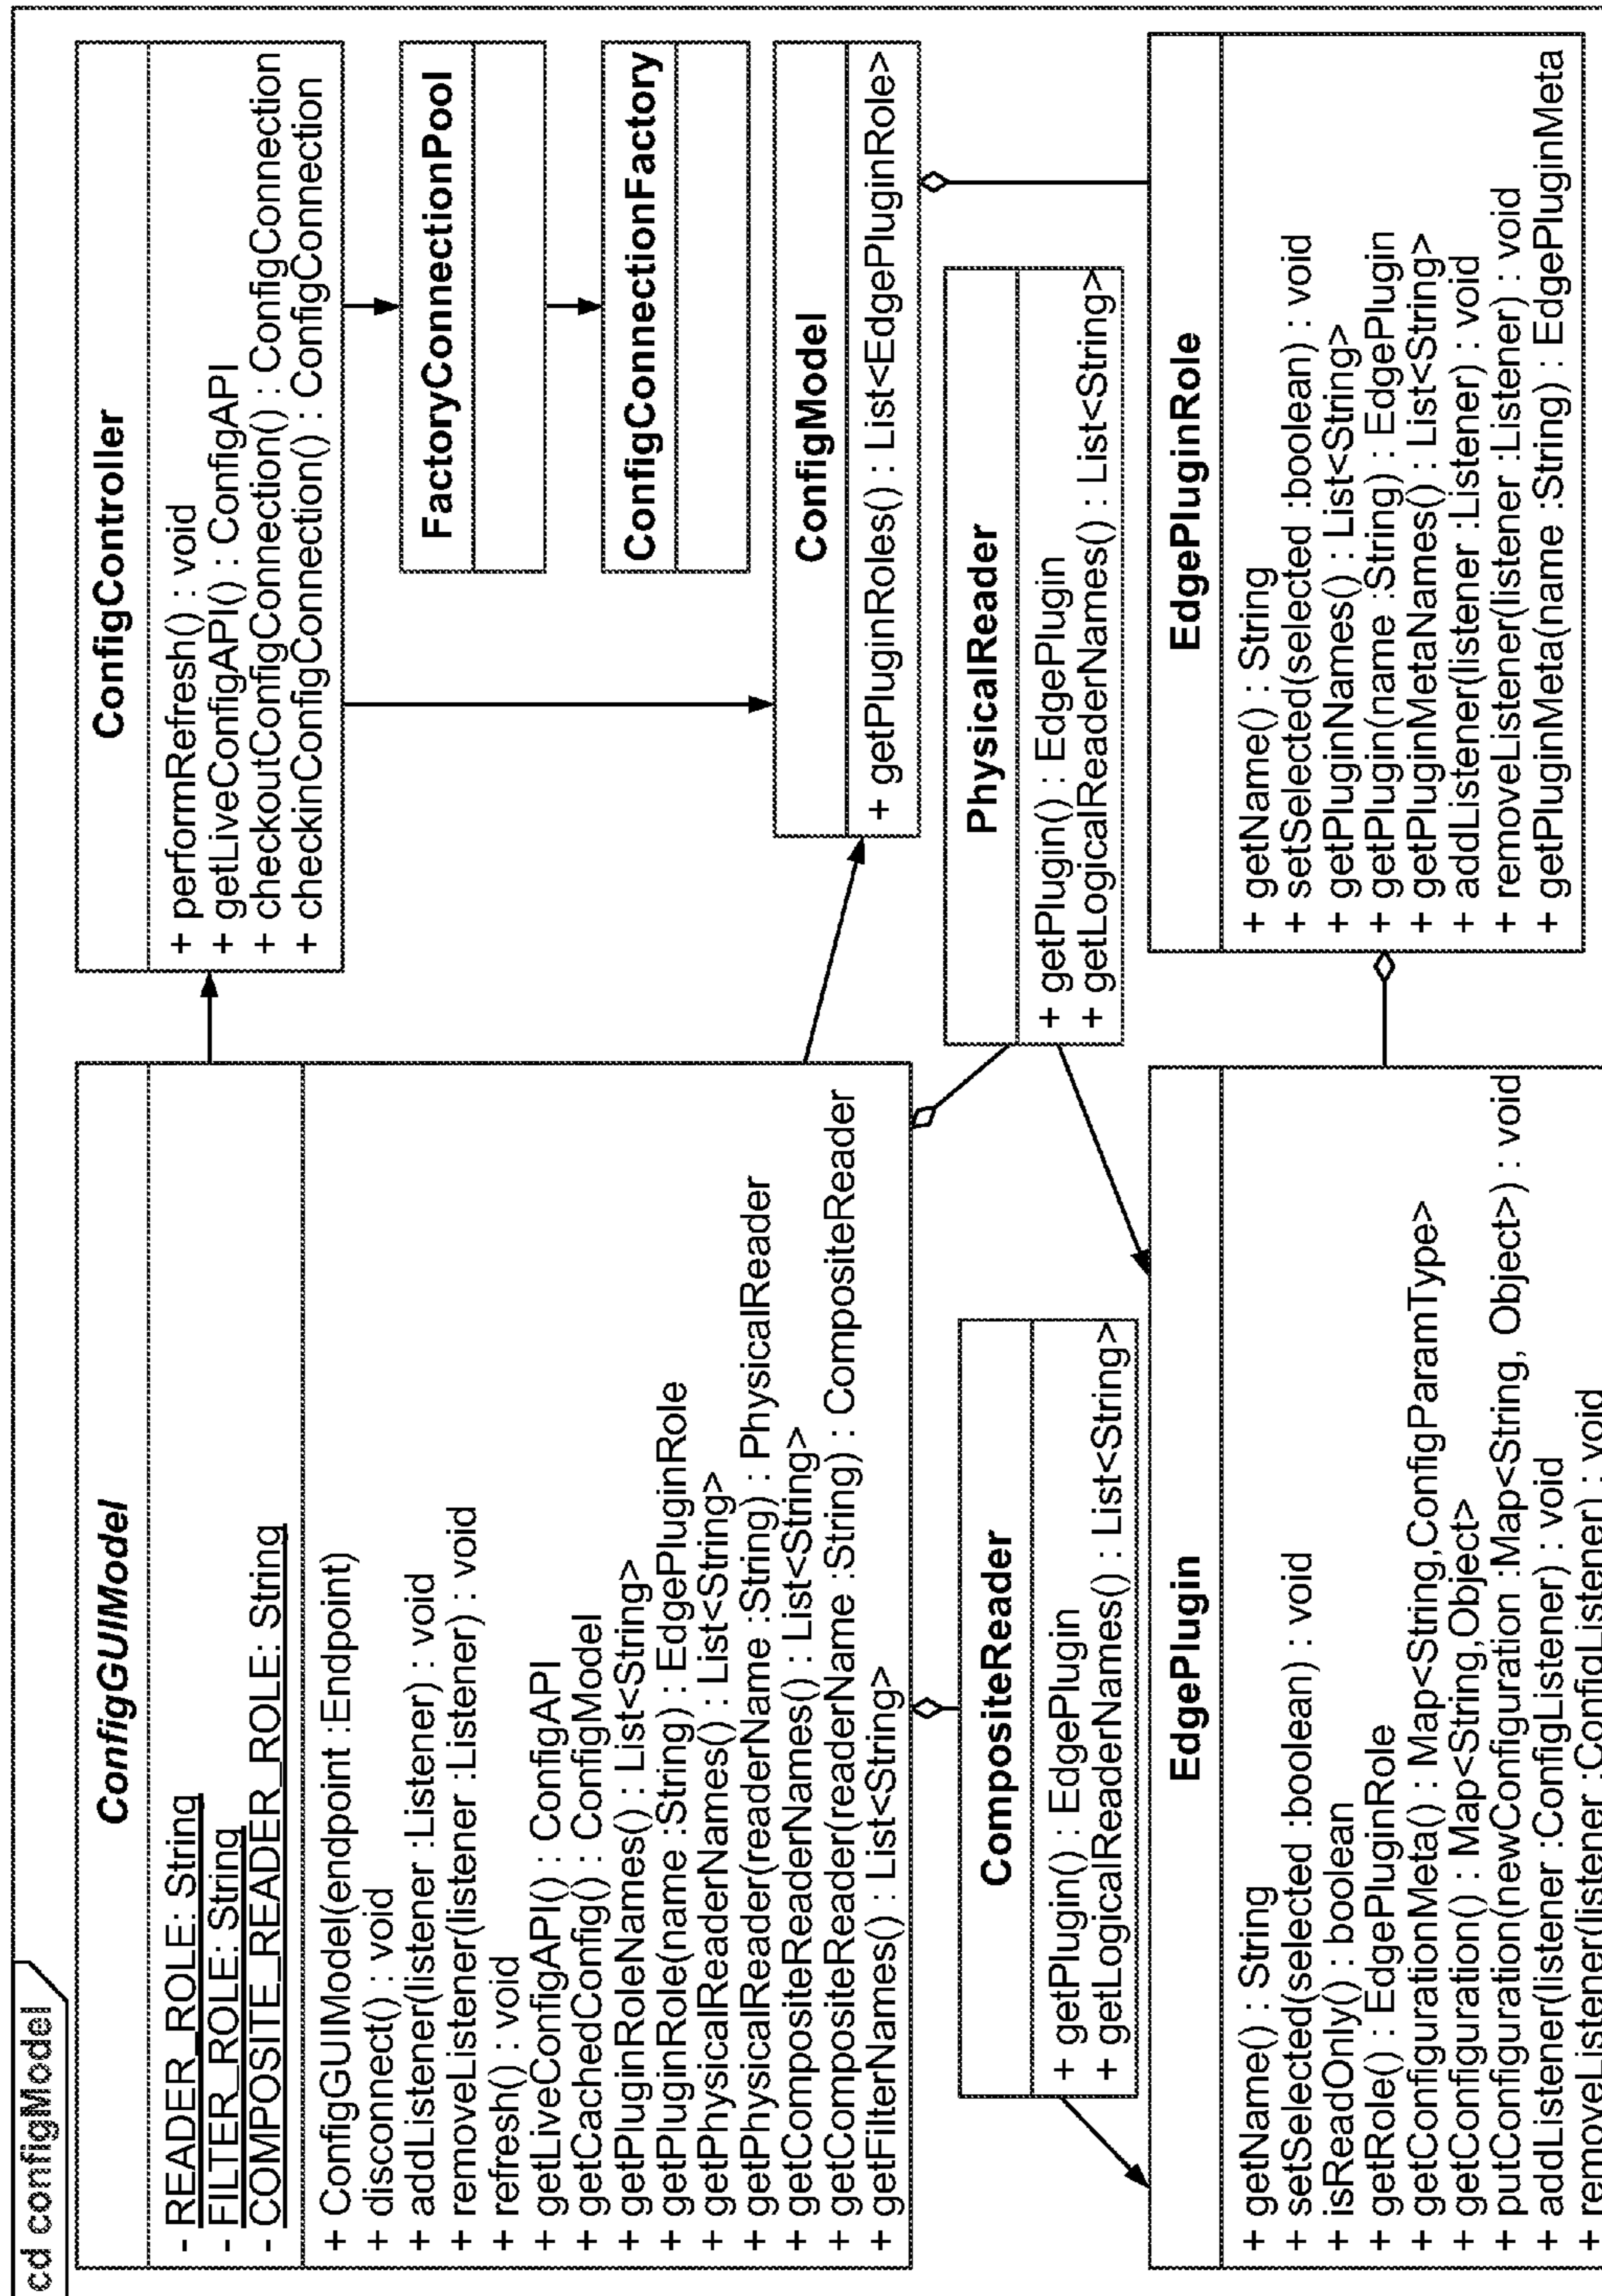 cd configModel
ConfigGUIModel
- READER_ROLE: String
- FILTER_ROLE: String
- COMPOSITE_READER_ROLE: String
+ ConfigGUIModel(endpoint :Endpoint)
+ disconnect() : void
+ addListener(listener :Listener) : void
+ removeListener(listener :Listener) : void
+ refresh() : void
+ getLiveConfigAPI() : ConfigAPI
+ getCachedConfig() : ConfigModel
+ getPluginRoleNames() : List<String>
+ getPluginRole(name :String) : EdgePluginRole
+ getPhysicalReaderNames() : List<String>
+ getPhysicalReader(readerName :String) : PhysicalReader
+ getCompositeReaderNames() : List<String>
+ getCompositeReader(readerName :String) : CompositeReader
+ getFilterNames() : List<String>
ConfigController
+ performRefresh() : void
+ getLiveConfigAPI() : ConfigAPI
+ checkoutConfigConnection() : ConfigConnection
+ checkinConfigConnection() : ConfigConnection
FactoryConnectionPool
ConfigConnectionFactory
ConfigModel
+ getPluginRoles() : List<EdgePluginRole>
CompositeReader
+ getPlugin() : EdgePlugin
+ getLogicalReaderNames() : List<String>
PhysicalReader
+ getPlugin() : EdgePlugin
+ getLogicalReaderNames() : List<String>
EdgePlugin
+ getName() : String
+ setSelected(selected :boolean) : void
+ isReadOnly() : boolean
+ getRole() : EdgePluginRole
+ getConfigurationMeta() : Map<String,ConfigParamType>
+ getConfiguration() : Map<String,Object>
+ putConfiguration(newConfiguration :Map<String, Object>) : void
+ addListener(listener :ConfigListener) : void
+ removeListener(listener :ConfigListener) : void
EdgePluginRole
+ getName() : String
+ setSelected(selected :boolean) : void
+ getPluginNames() : List<String>
+ getPlugin(name :String) : EdgePlugin
+ getPluginMetaNames() : List<String>
+ addListener(listener :Listener) : void
+ removeListener(listener :Listener) : void
+ getPluginMeta(name :String) : EdgePluginMeta